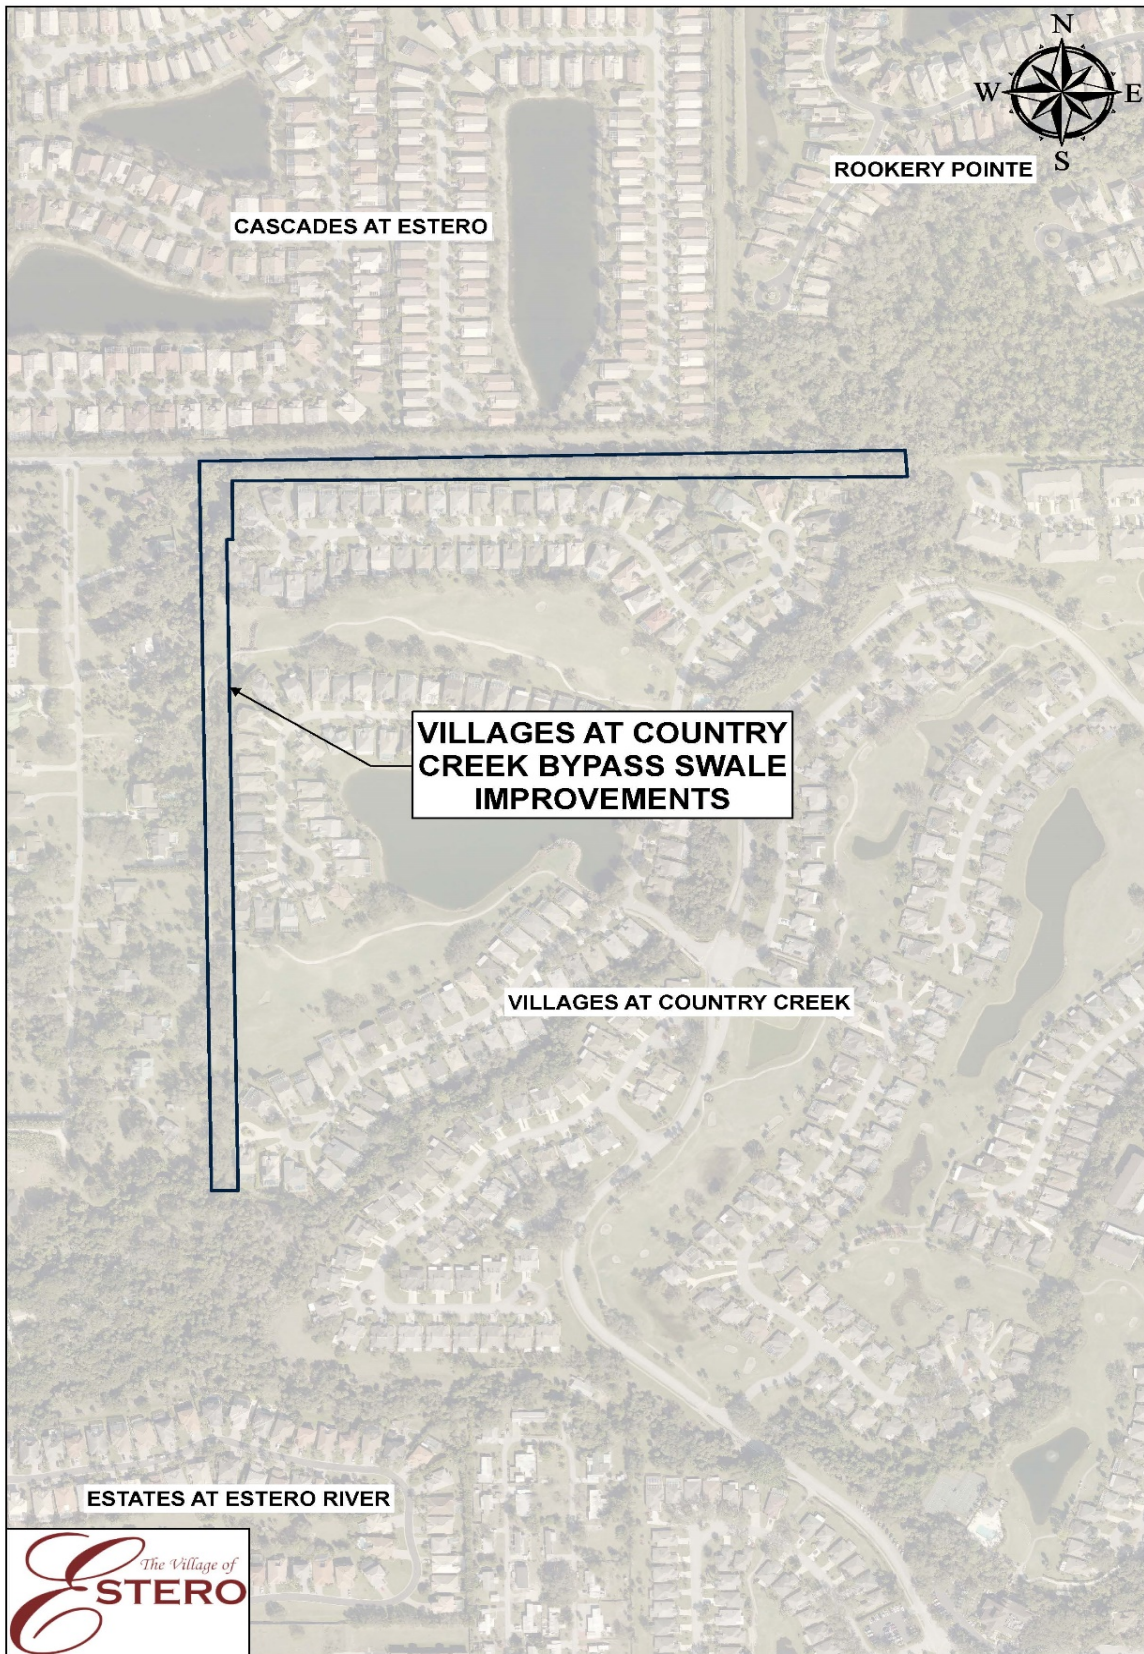 N
W E
S
ROOKERY POINTE
CASCADES AT ESTERO
VILLAGES AT COUNTRY
CREEK BYPASS SWALE
IMPROVEMENTS
VILLAGES AT COUNTRY CREEK
ESTATES AT ESTERO RIVER
The Village of
ESTERO